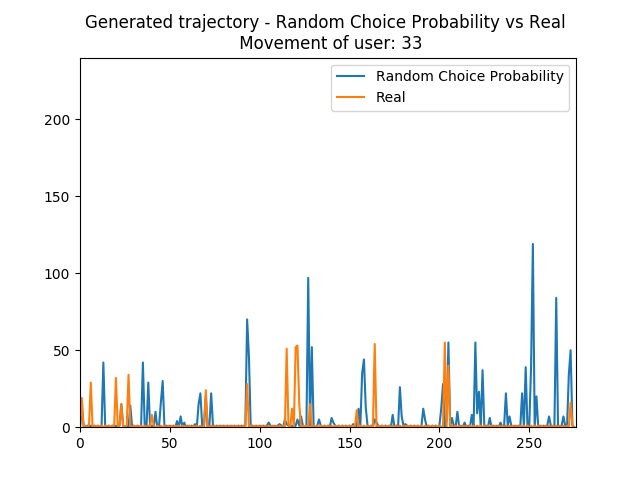 Generated trajectory - Random Choice Probability vs Real
Movement of user: 33
Random Choice Probability
Real
200
150
100
50
0
0 50 100 150 200 250